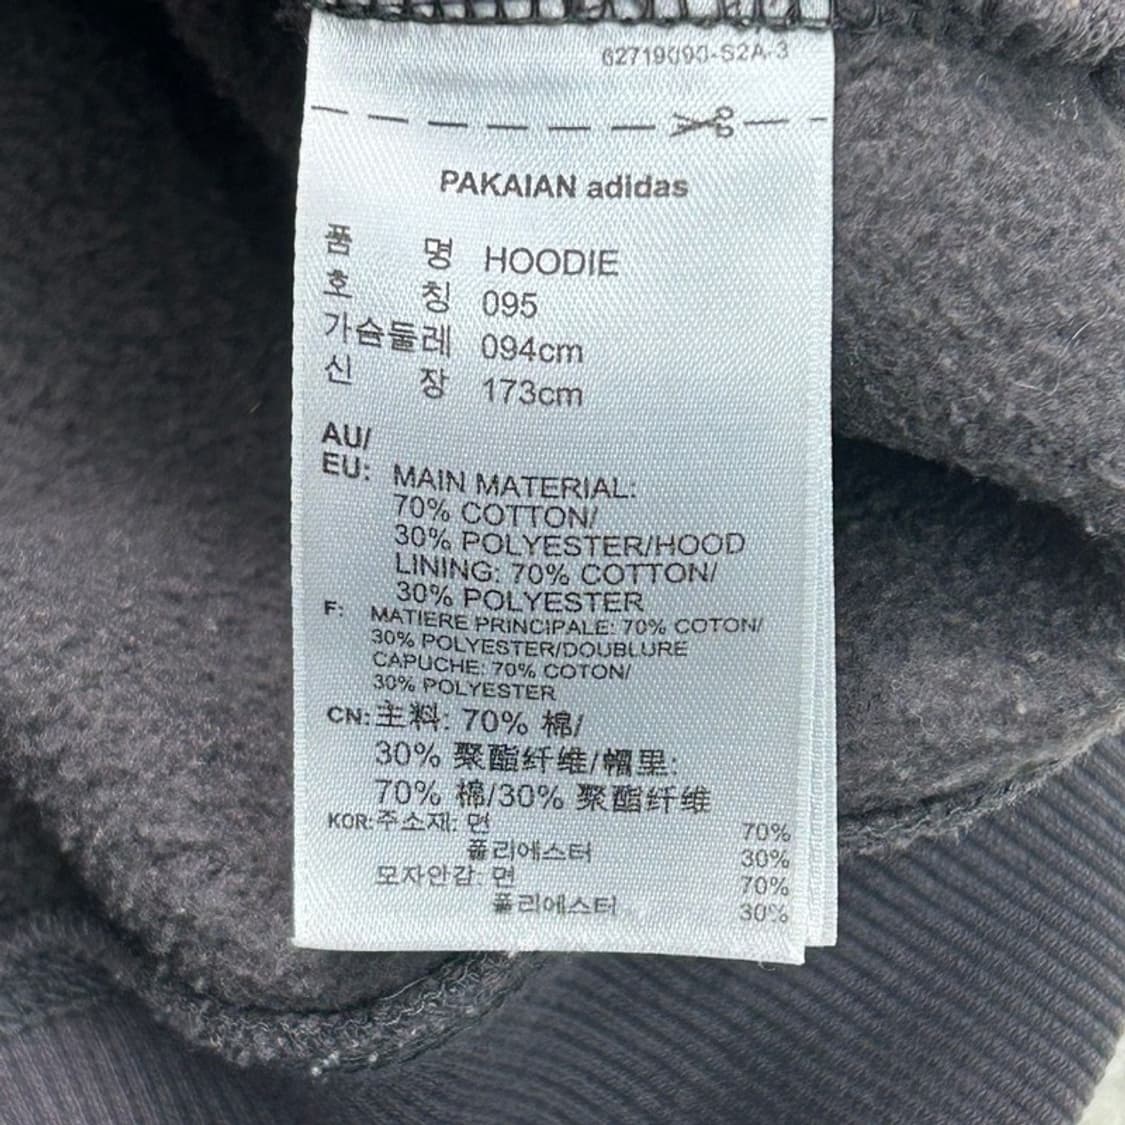 62719090-S2A-3
PAKAIAN adidas
품 명 HOODIE
호 칭 095
가슴둘레 094cm
신 장 173cm
AU/
EU: MAIN MATERIAL:
70% COTTON/
30% POLYESTER/HOOD
LINING: 70% COTTON/
30% POLYESTER
F: MATIERE PRINCIPALE: 70% COTON/
30% POLYESTER/DOUBLURE
CAPUCHE: 70% COTON/
30% POLYESTER
CN: 主料: 70% 棉/
30% 聚酯纤维/帽里:
70% 棉/30% 聚酯纤维
KOR: 주소재: 면 70%
폴리에스터 30%
모자안감: 면 70%
폴리에스터 30%